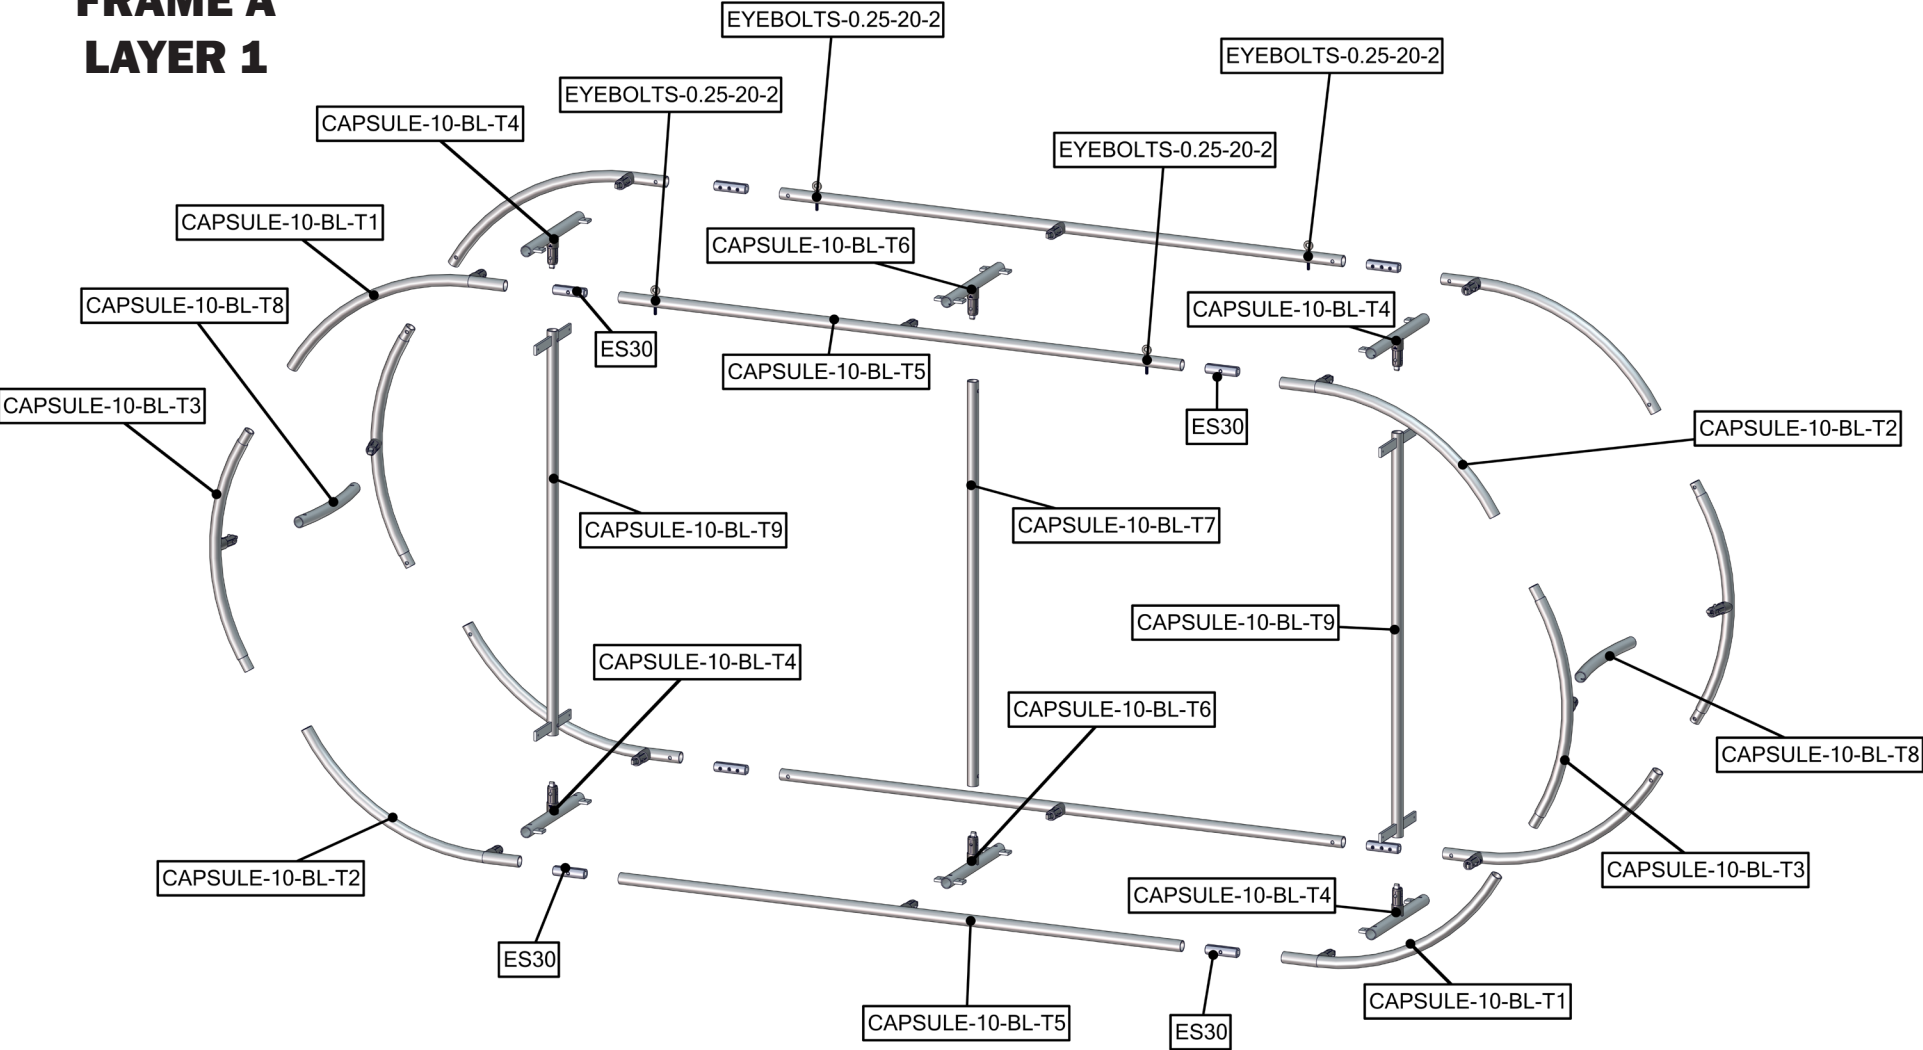 FRAME A
LAYER 1
EYEBOLTS-0.25-20-2
EYEBOLTS-0.25-20-2
EYEBOLTS-0.25-20-2
CAPSULE-10-BL-T4
EYEBOLTS-0.25-20-2
CAPSULE-10-BL-T1
CAPSULE-10-BL-T6
CAPSULE-10-BL-T8
CAPSULE-10-BL-T4
ES30
CAPSULE-10-BL-T5
CAPSULE-10-BL-T3
ES30
CAPSULE-10-BL-T2
CAPSULE-10-BL-T9
CAPSULE-10-BL-T7
CAPSULE-10-BL-T9
CAPSULE-10-BL-T4
CAPSULE-10-BL-T6
CAPSULE-10-BL-T8
CAPSULE-10-BL-T2
CAPSULE-10-BL-T3
CAPSULE-10-BL-T4
ES30
CAPSULE-10-BL-T1
CAPSULE-10-BL-T5
ES30